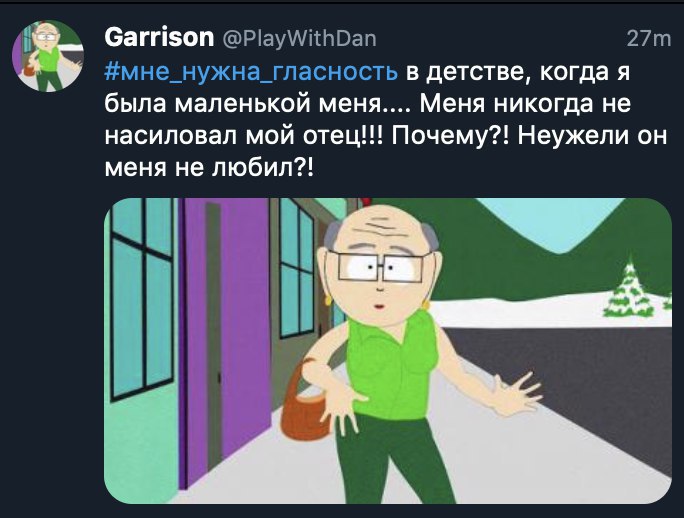 Garrison @PlayWithDan 27m
#мне_нужна_гласность в детстве, когда я
была маленькой меня.... Меня никогда не
насиловал мой отец!!! Почему?! Неужели он
меня не любил?!